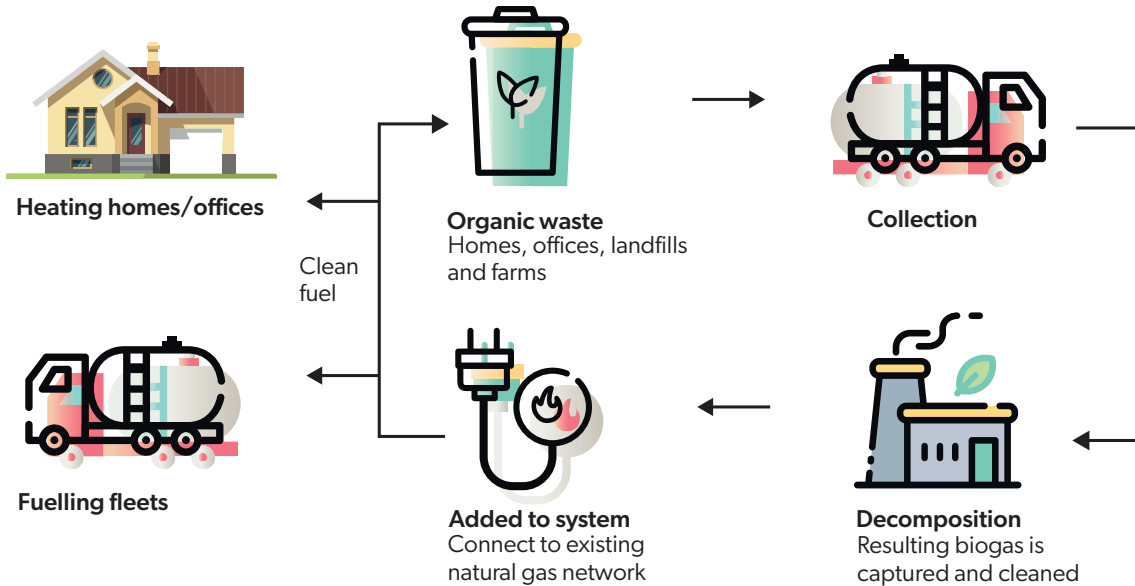 Heating homes/offices
Organic waste
Homes, offices, landfills
and farms
Collection
Clean
fuel
Fuelling fleets
Added to system
Connect to existing
natural gas network
Decomposition
Resulting biogas is
captured and cleaned